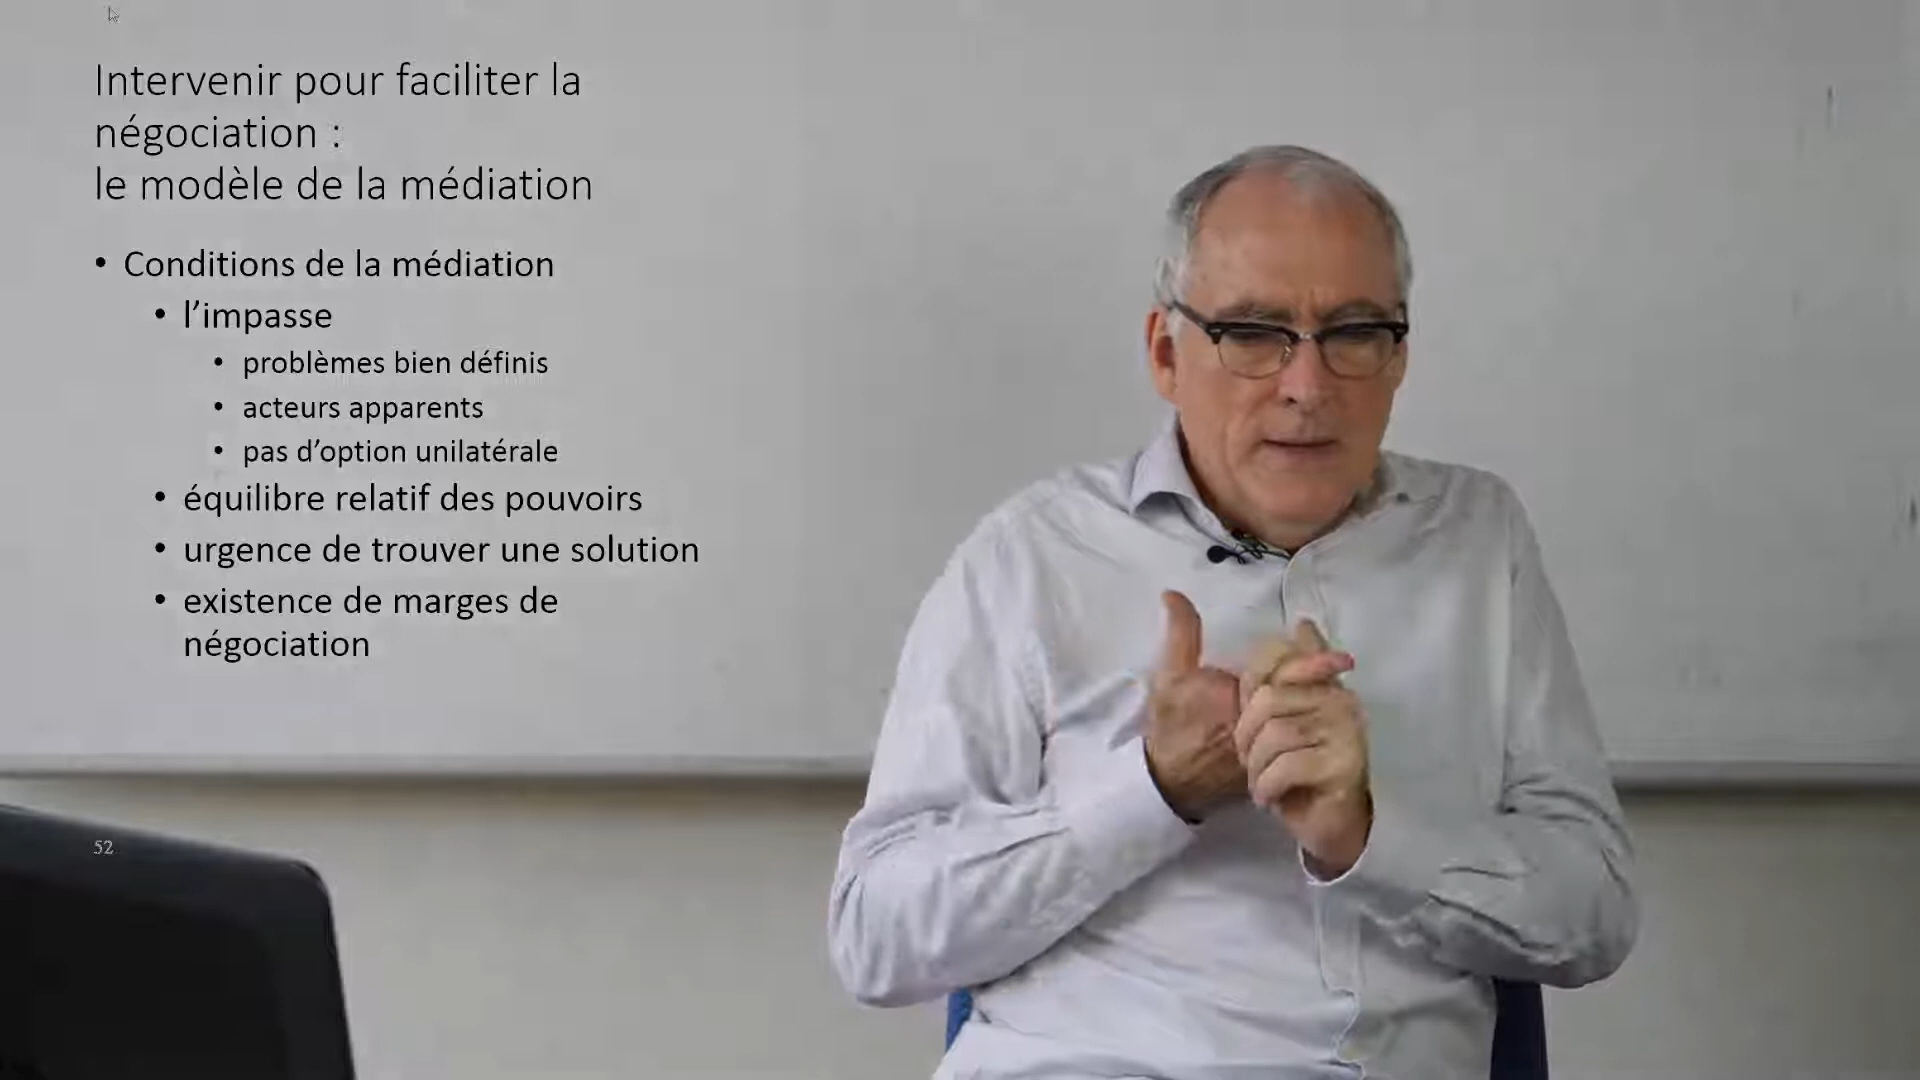 Intervenir pour faciliter la
négociation :
le modèle de la médiation
• Conditions de la médiation
• l’impasse
• problèmes bien définis
• acteurs apparents
• pas d’option unilatérale
• équilibre relatif des pouvoirs
• urgence de trouver une solution
• existence de marges de
négociation
52